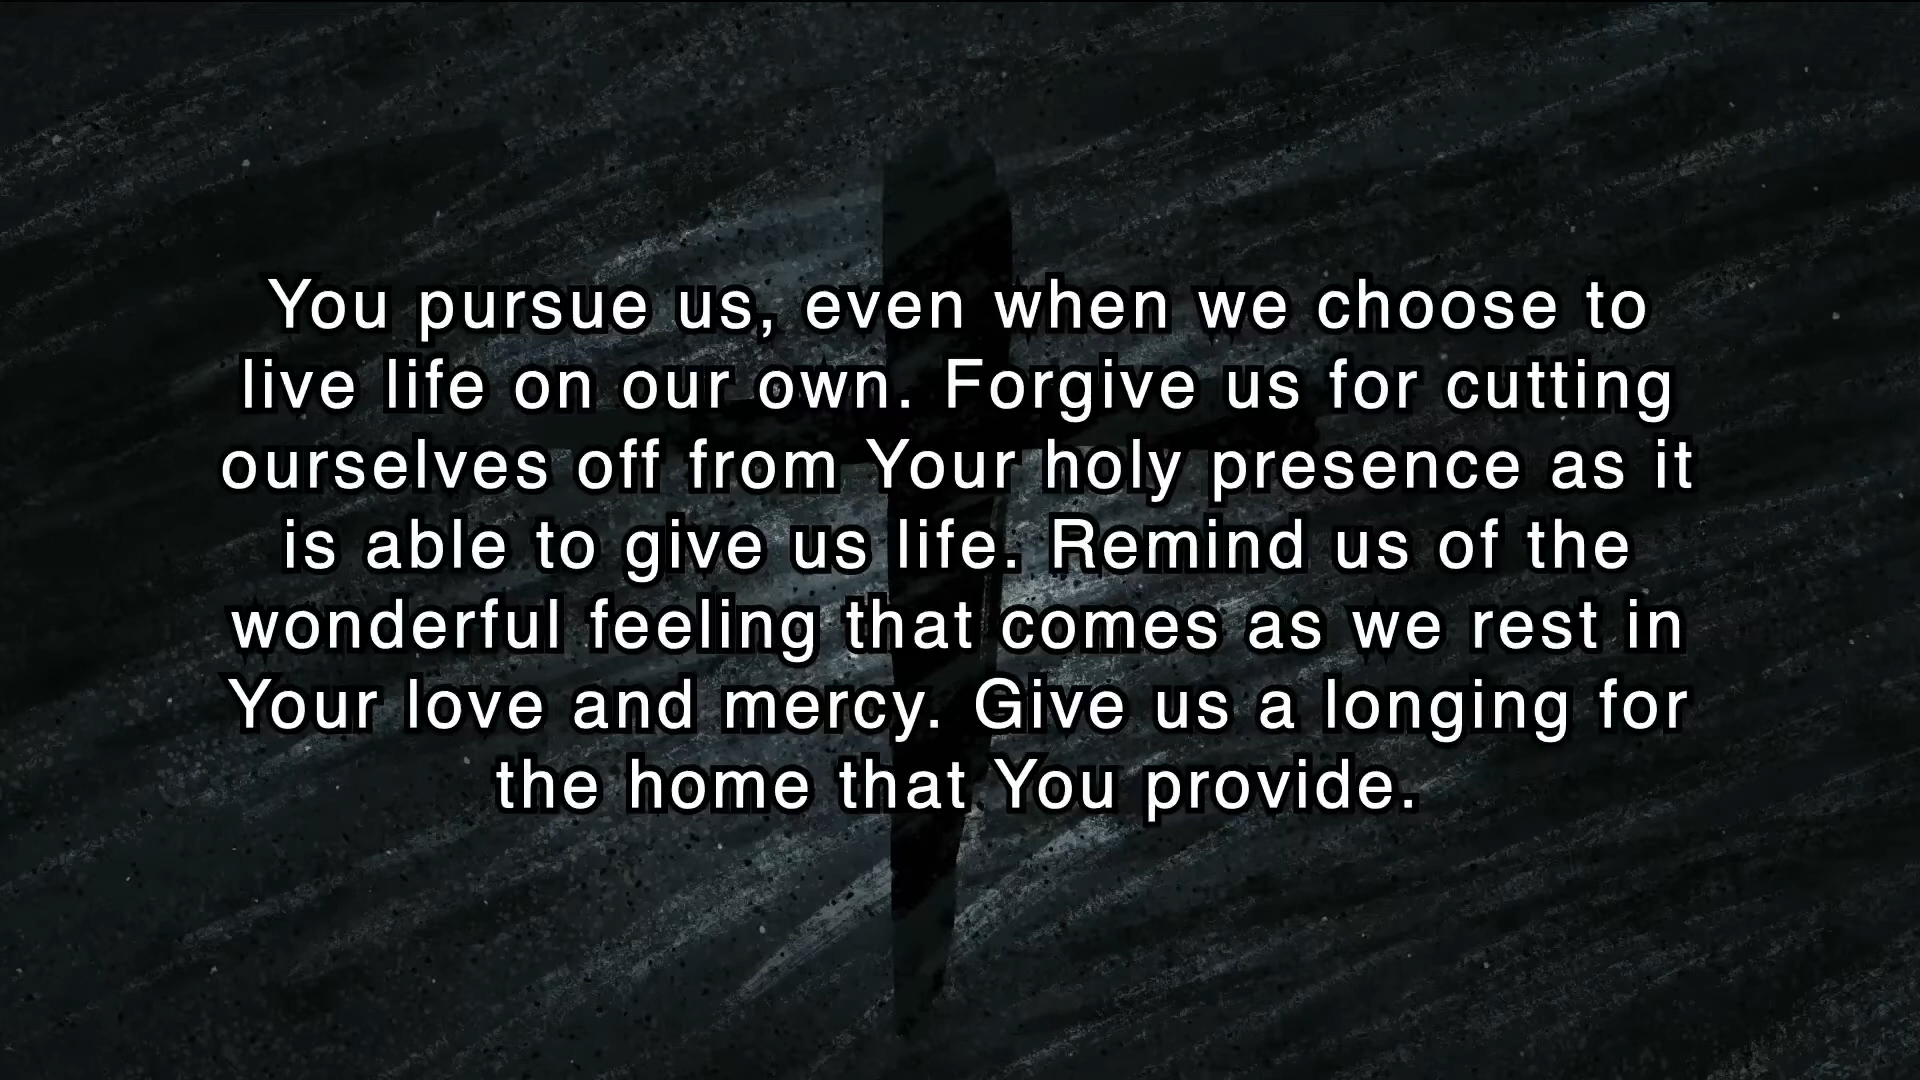 You pursue us, even when we choose to
live life on our own. Forgive us for cutting
ourselves off from Your holy presence as it
is able to give us life. Remind us of the
wonderful feeling that comes as we rest in
Your love and mercy. Give us a longing for
the home that You provide.